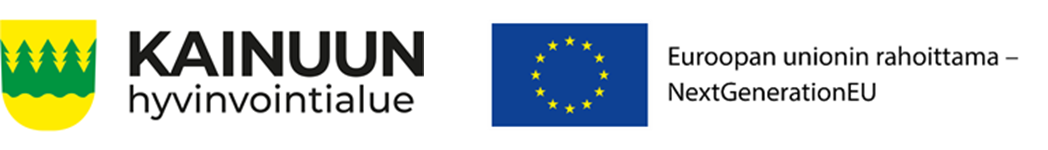 KAINUUN
hyvinvointialue
Euroopan unionin rahoittama –
NextGenerationEU